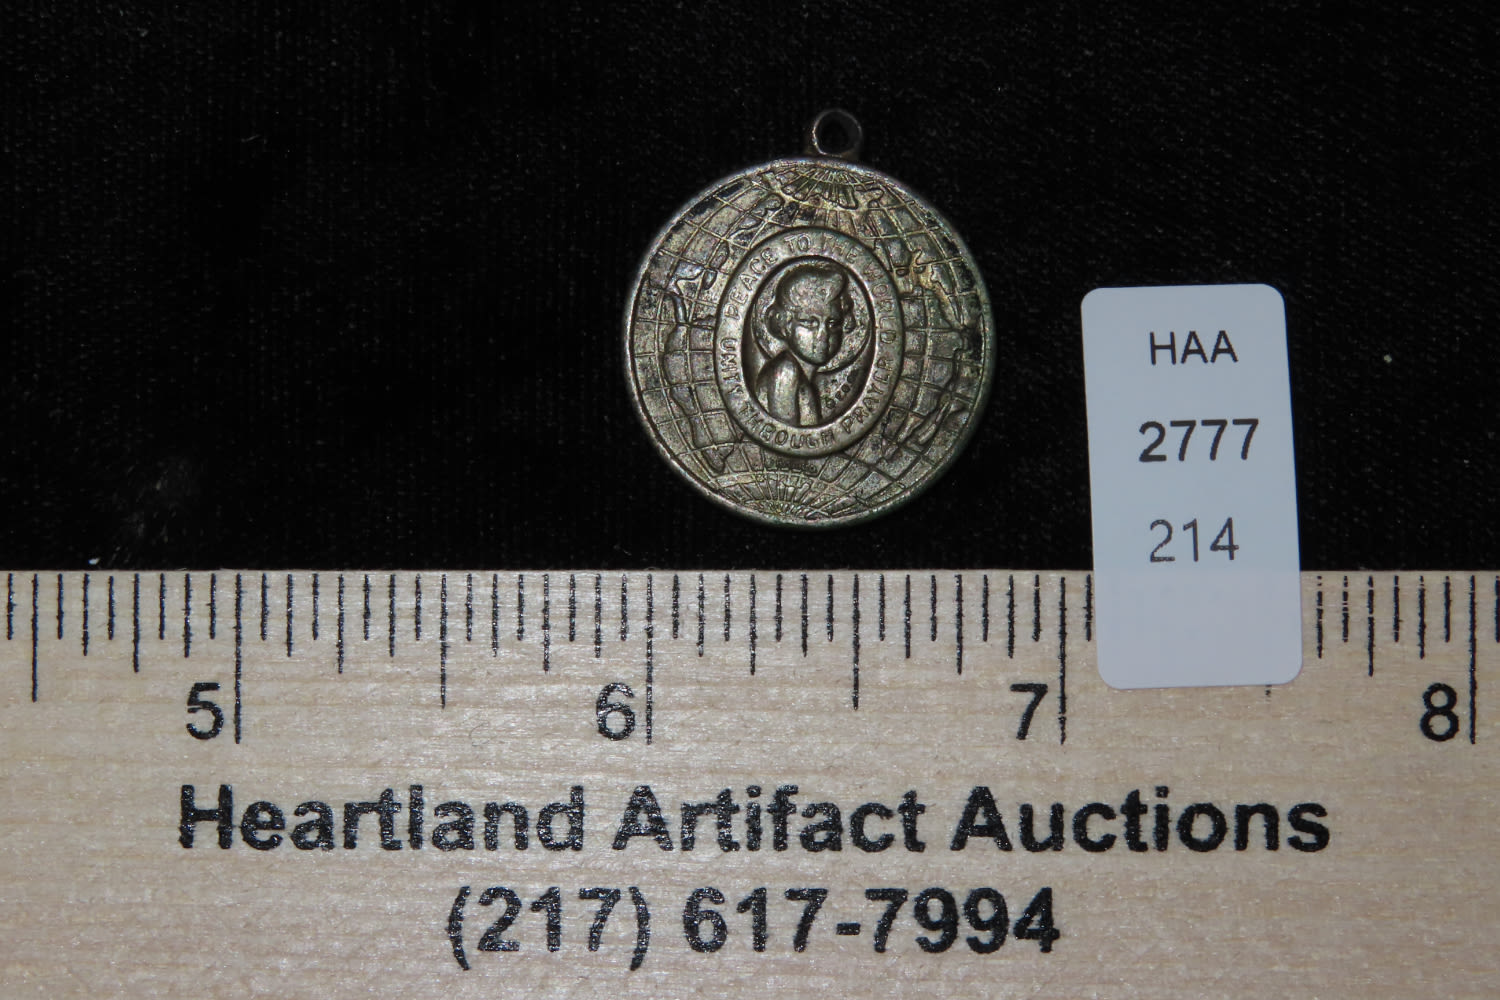 PEACE TO THE WORLD
UNITY THROUGH PRAYER
HAA
2777
214
5 6 7 8
Heartland Artifact Auctions
(217) 617-7994